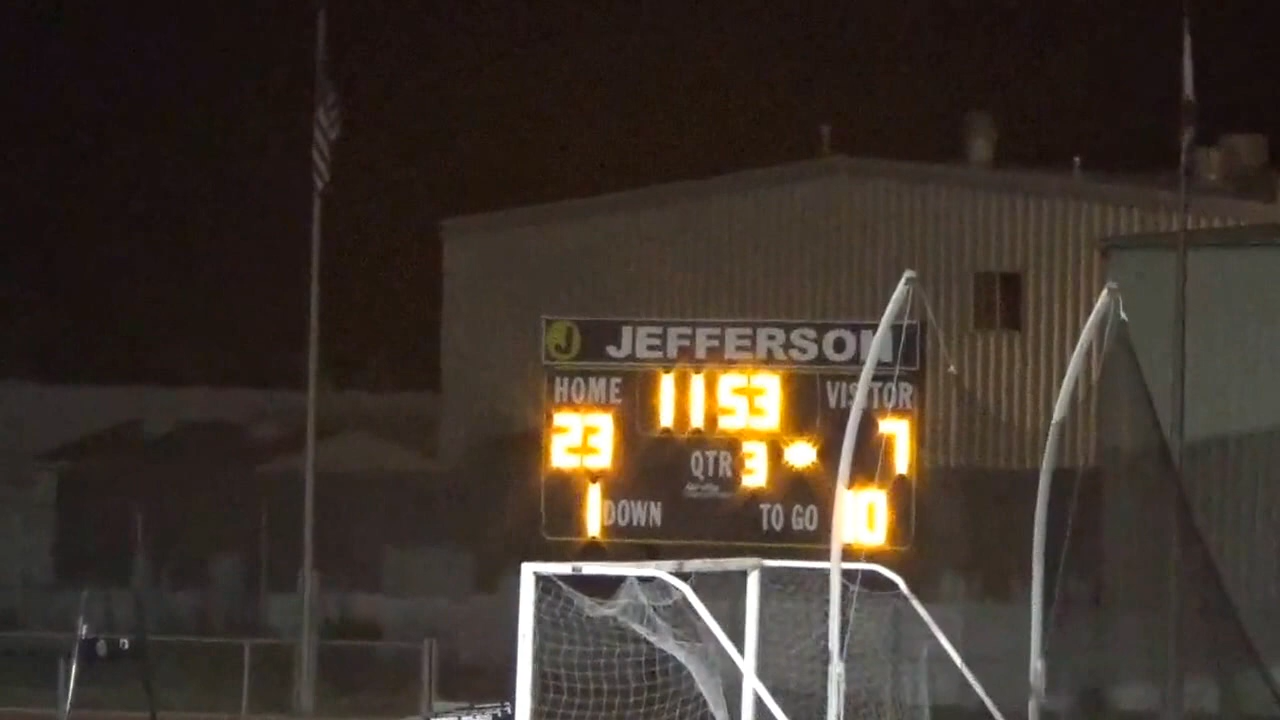 J JEFFERSON
HOME 11 53 VISITOR
23 7
QTR 3
1 DOWN TO GO 10